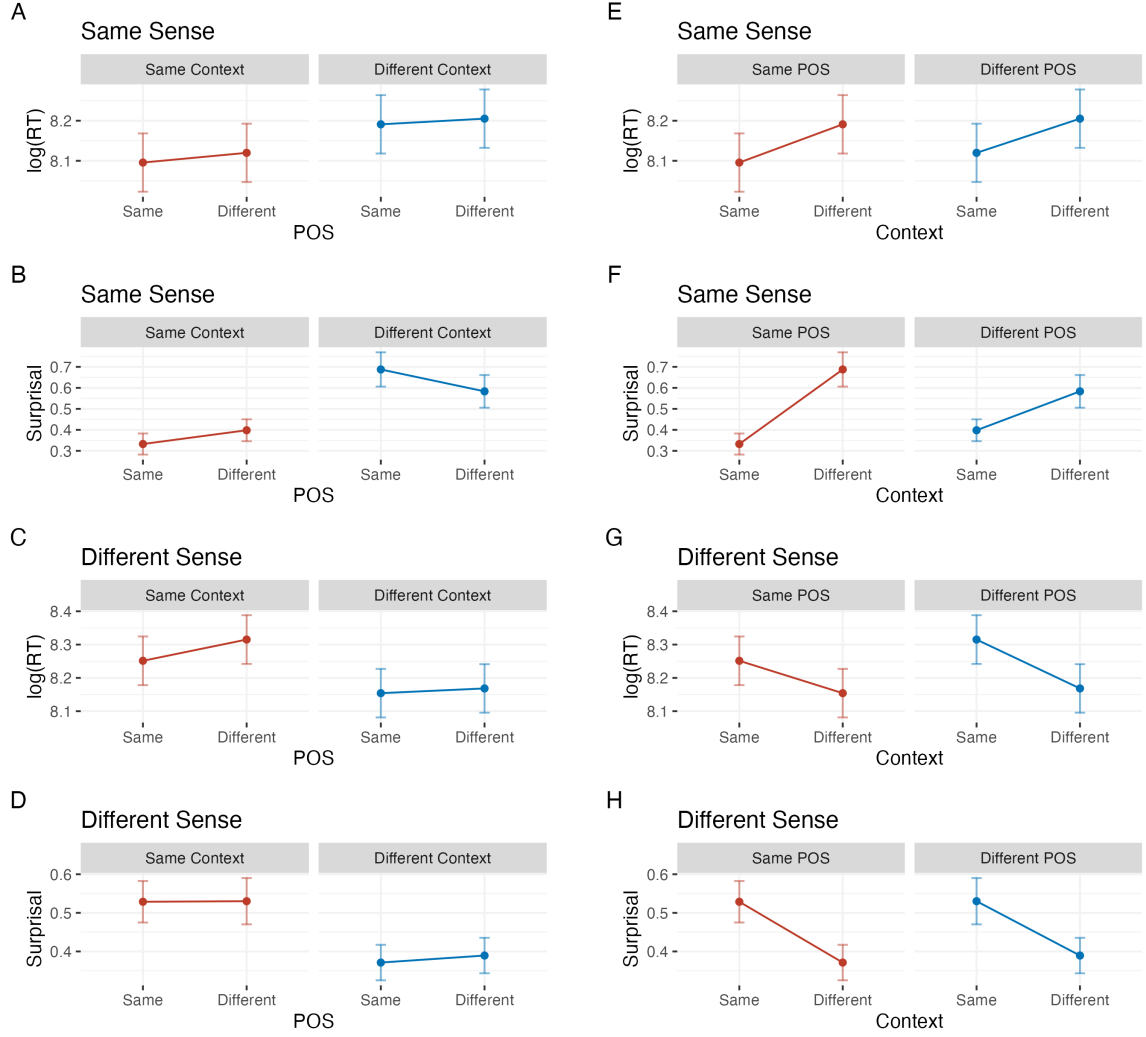 A
Same Sense
Same Context Different Context
8.2
8.1
log(RT)
Same Different Same Different
POS
E
Same Sense
Same POS Different POS
8.2
8.1
log(RT)
Same Different Same Different
Context
B
Same Sense
Same Context Different Context
0.7
0.6
0.5
0.4
0.3
Surprisal
Same Different Same Different
POS
F
Same Sense
Same POS Different POS
0.7
0.6
0.5
0.4
0.3
Surprisal
Same Different Same Different
Context
C
Different Sense
Same Context Different Context
8.4
8.3
8.2
8.1
log(RT)
Same Different Same Different
POS
G
Different Sense
Same POS Different POS
8.4
8.3
8.2
8.1
log(RT)
Same Different Same Different
Context
D
Different Sense
Same Context Different Context
0.6
0.5
0.4
Surprisal
Same Different Same Different
POS
H
Different Sense
Same POS Different POS
0.6
0.5
0.4
Surprisal
Same Different Same Different
Context